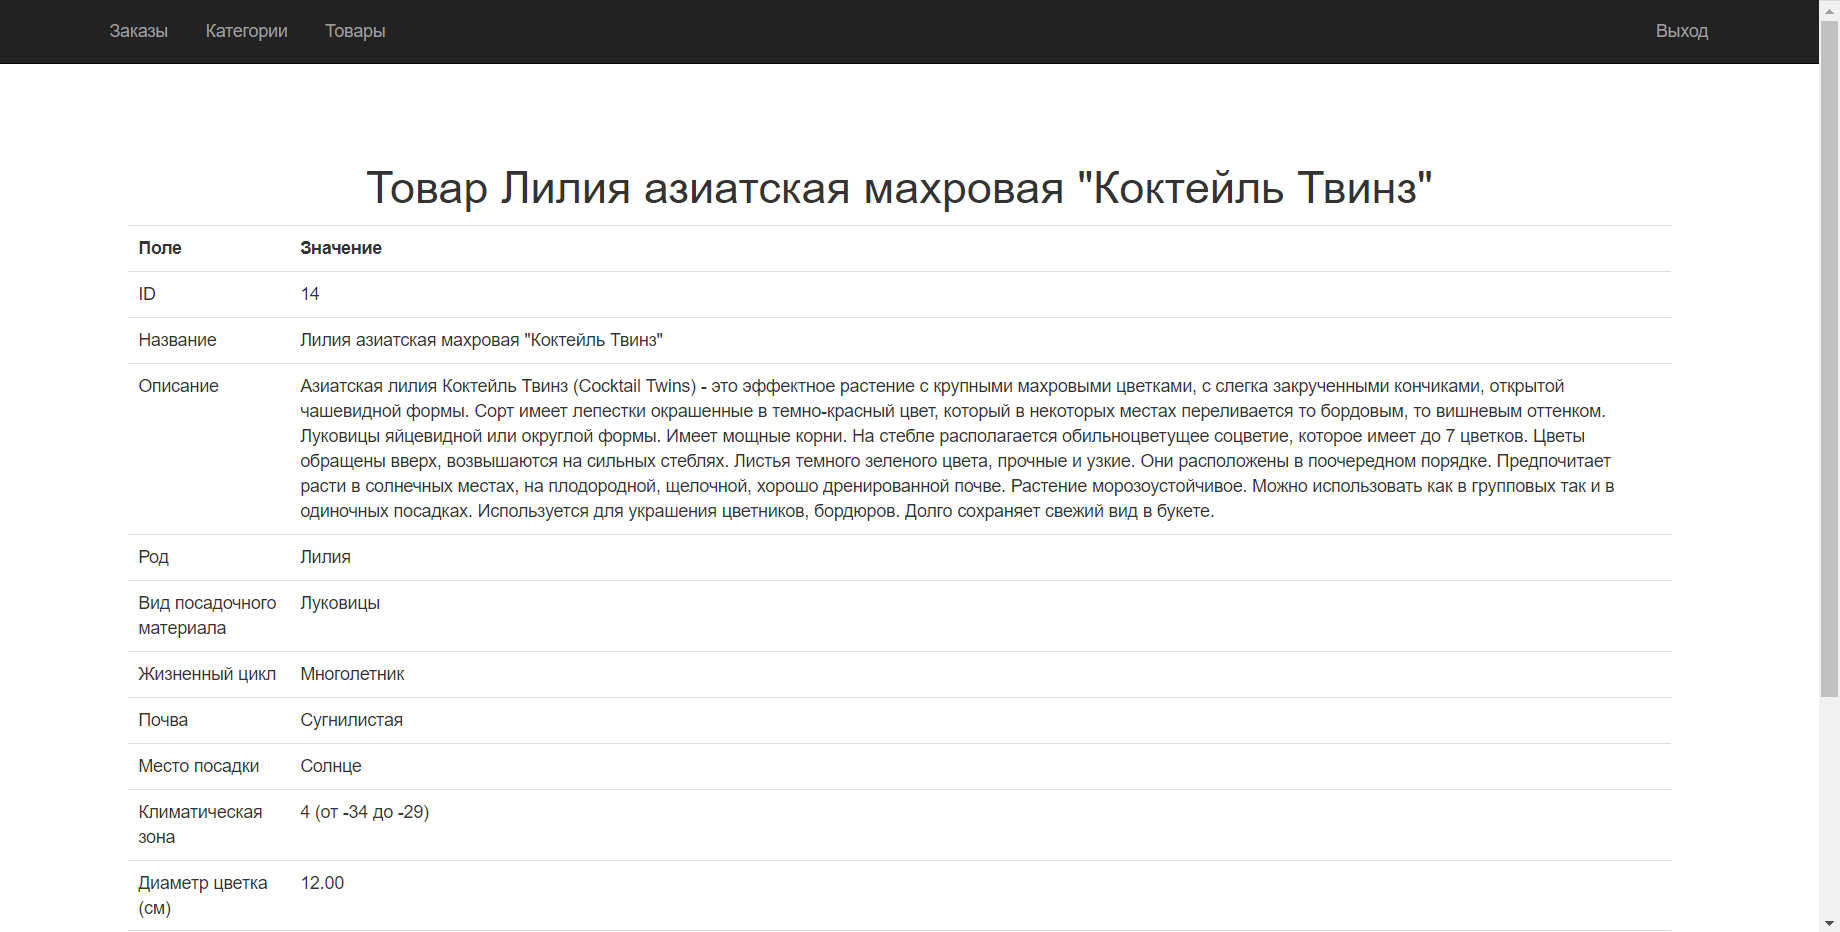 Заказы Категории Товары Выход
Товар Лилия азиатская махровая "Коктейль Твинз"
Поле Значение
ID 14
Название Лилия азиатская махровая "Коктейль Твинз"
Описание Азиатская лилия Коктейль Твинз (Cocktail Twins) - это эффектное растение с крупными махровыми цветками, с слегка закрученными кончиками, открытой
чашевидной формы. Сорт имеет лепестки окрашенные в темно-красный цвет, который в некоторых местах переливается то бордовым, то вишневым оттенком.
Луковицы яйцевидной или округлой формы. Имеет мощные корни. На стебле располагается обильноцветущее соцветие, которое имеет до 7 цветков. Цветы
обращены вверх, возвышаются на сильных стеблях. Листья темного зеленого цвета, прочные и узкие. Они расположены в поочередном порядке. Предпочитает
расти в солнечных местах, на плодородной, щелочной, хорошо дренированной почве. Растение морозоустойчивое. Можно использовать как в групповых так и в
одиночных посадках. Используется для украшения цветников, бордюров. Долго сохраняет свежий вид в букете.
Род Лилия
Вид посадочного Луковицы
материала
Жизненный цикл Многолетник
Почва Сугнилистая
Место посадки Солнце
Климатическая 4 (от -34 до -29)
зона
Диаметр цветка 12.00
(см)